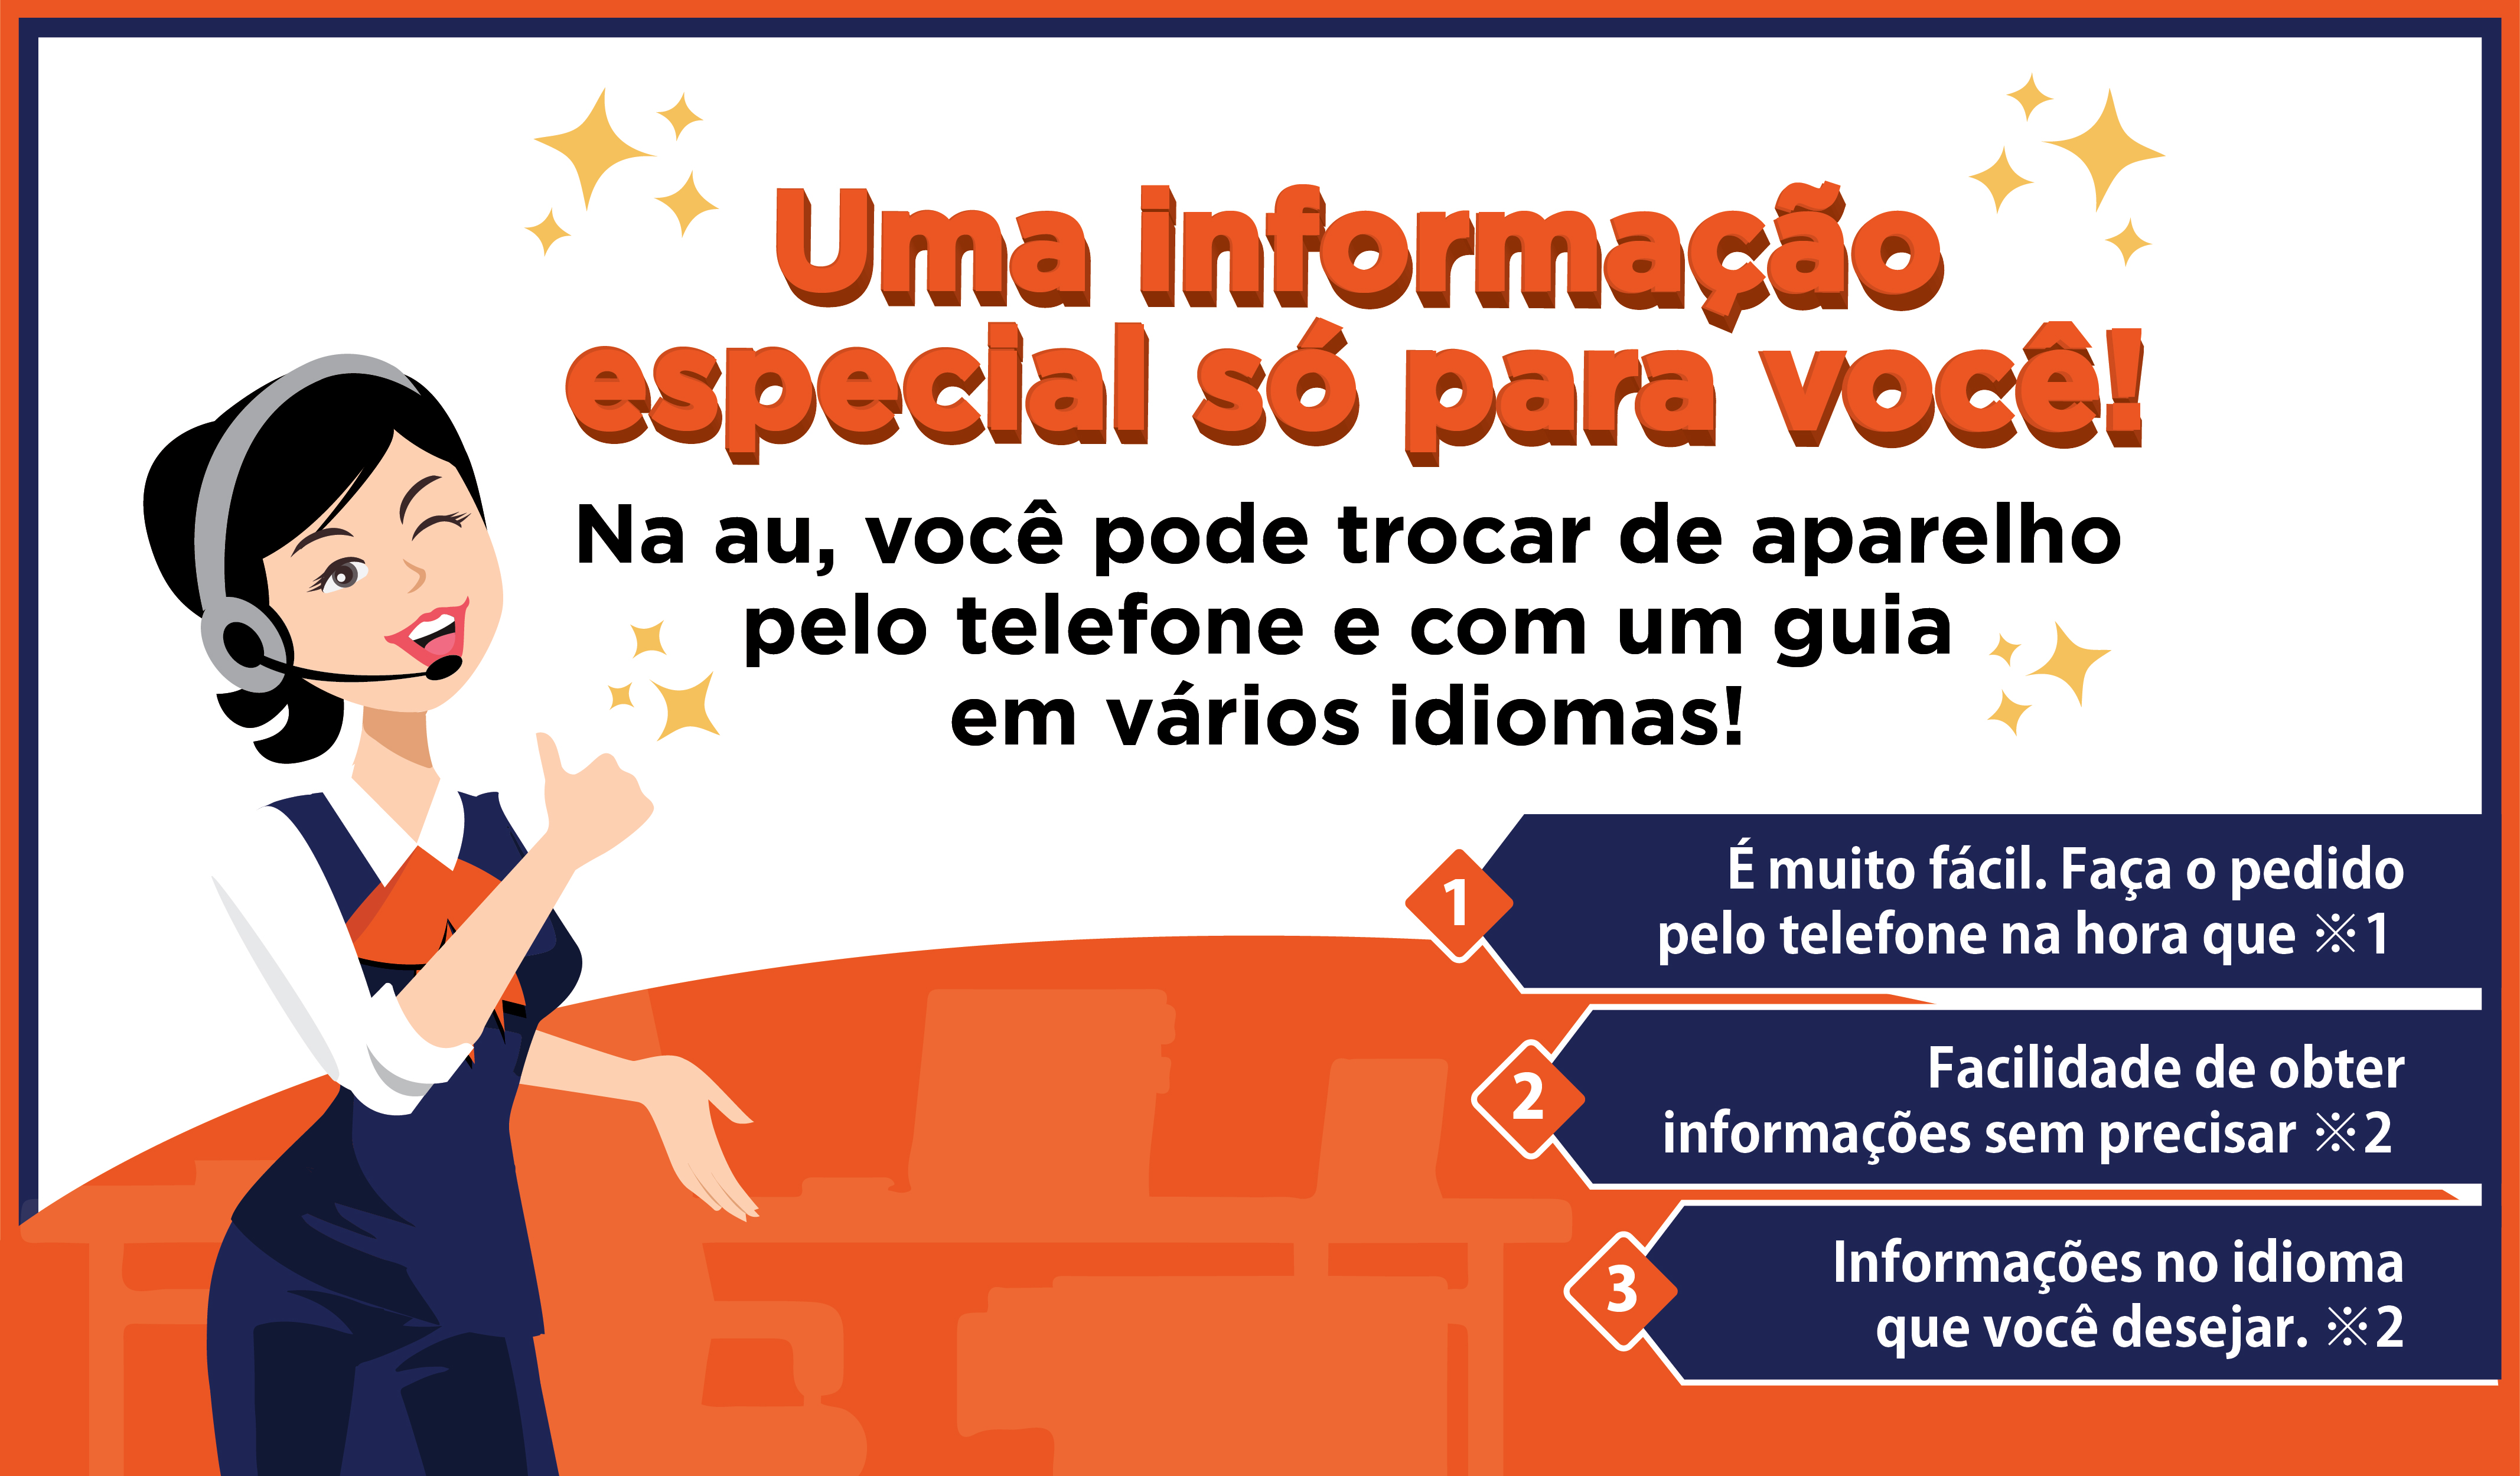 Uma informação
especial só para você!
Na au, você pode trocar de aparelho
pelo telefone e com um guia
em vários idiomas!
1
É muito fácil. Faça o pedido
pelo telefone na hora que ※1
2
Facilidade de obter
informações sem precisar ※2
3
Informações no idioma
que você desejar. ※2